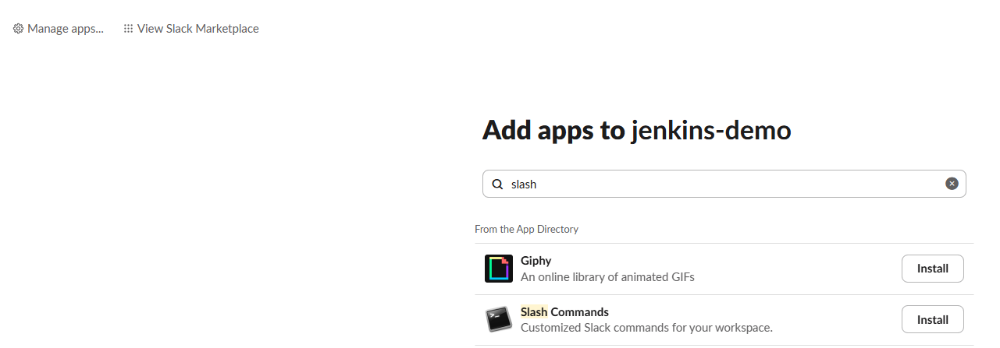 Manage apps... View Slack Marketplace
Add apps to jenkins-demo
slash
From the App Directory
Giphy
An online library of animated GIFs
Install
Slash Commands
Customized Slack commands for your workspace.
Install